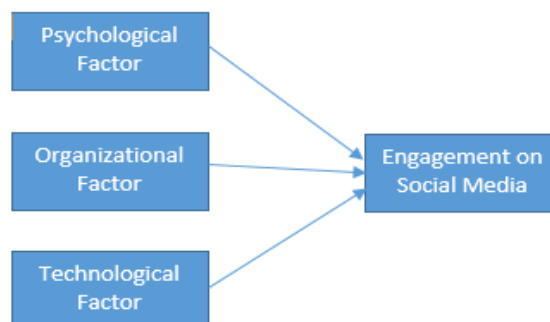 Psychological
Factor
Organizational
Factor
Engagement on
Social Media
Technological
Factor